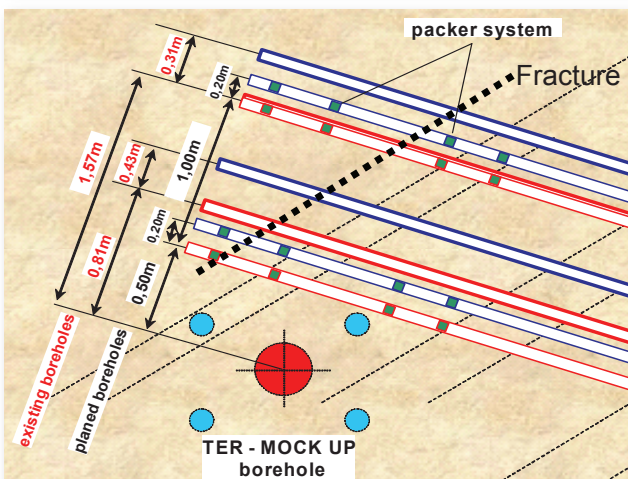 packer system
Fracture
0,31m
0,20m
1,57m
0,43m
1,00m
0,81m
0,20m
0,50m
existing boreholes
planed boreholes
TER - MOCK UP
borehole